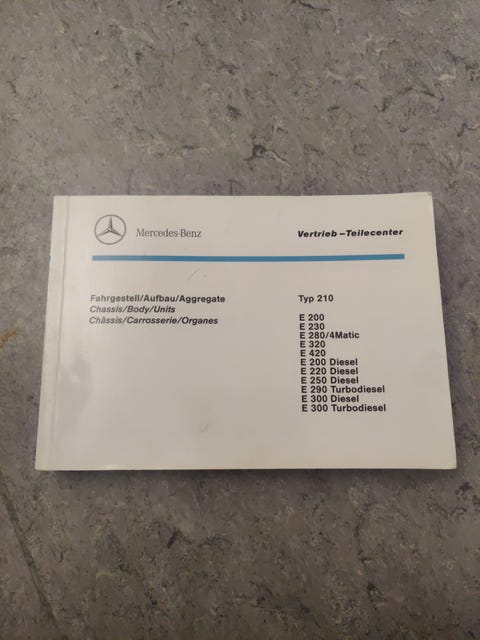 Mercedes-Benz
Vertrieb-Teilecenter
Fahrgestell/Aufbau/Aggregate
Chassis/Body/Units
Châssis/Carrosserie/Organes
Typ 210
E 200
E 230
E 280/4Matic
E 320
E 420
E 200 Diesel
E 220 Diesel
E 250 Diesel
E 290 Turbodiesel
E 300 Diesel
E 300 Turbodiesel